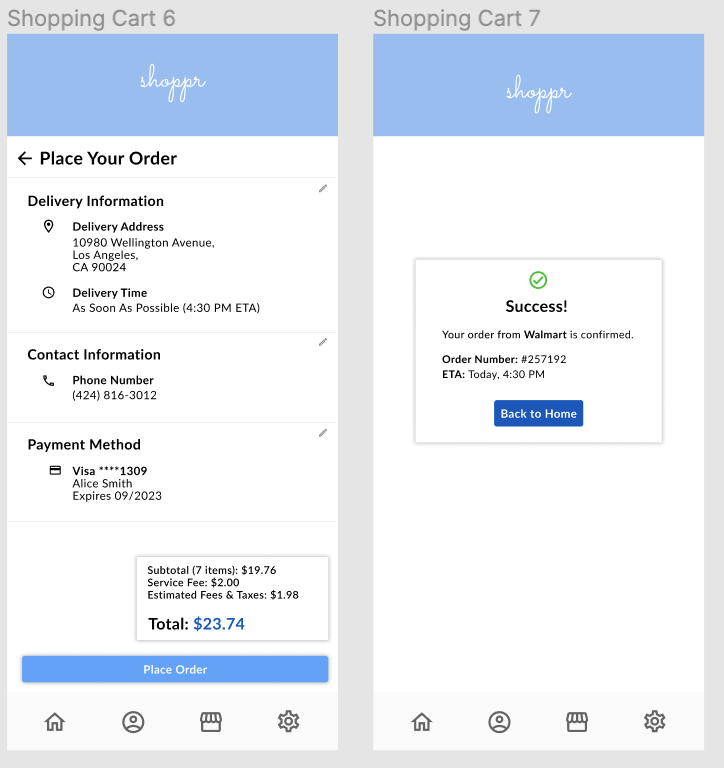 Shopping Cart 6
shoppr
Place Your Order
Delivery Information
Delivery Address
10980 Wellington Avenue,
Los Angeles,
CA 90024
Delivery Time
As Soon As Possible (4:30 PM ETA)
Contact Information
Phone Number
(424) 816-3012
Payment Method
Visa ****1309
Alice Smith
Expires 09/2023
Subtotal (7 items): $19.76
Service Fee: $2.00
Estimated Fees & Taxes: $1.98
Total: $23.74
Place Order
Shopping Cart 7
shoppr
Success!
Your order from Walmart is confirmed.
Order Number: #257192
ETA: Today, 4:30 PM
Back to Home